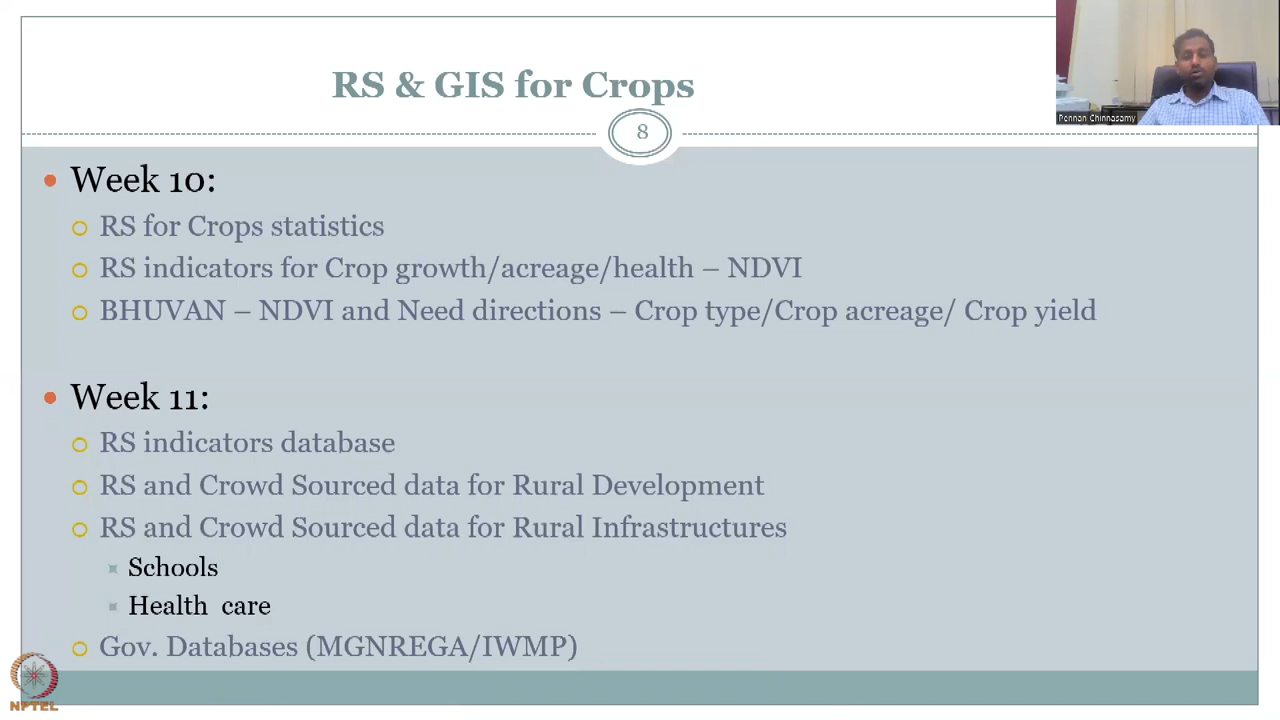 RS & GIS for Crops
Pennan Chinnasamy
8
Week 10:
RS for Crops statistics
RS indicators for Crop growth/acreage/health – NDVI
BHUVAN – NDVI and Need directions – Crop type/Crop acreage/ Crop yield
Week 11:
RS indicators database
RS and Crowd Sourced data for Rural Development
RS and Crowd Sourced data for Rural Infrastructures
Schools
Health care
Gov. Databases (MGNREGA/IWMP)
NPTEL